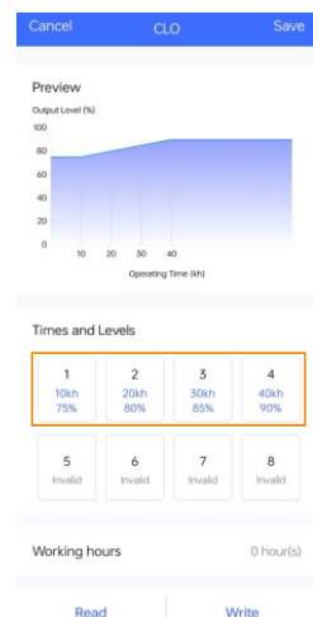 Cancel CLO Save
Preview
Output Level (%)
100
80
60
40
20
0
10 20 30 40
Operating Time (kh)
Times and Levels
1 2 3 4
10kh 20kh 30kh 40kh
75% 80% 85% 90%
5 6 7 8
Invalid Invalid Invalid Invalid
Working hours 0 hour(s)
Read Write